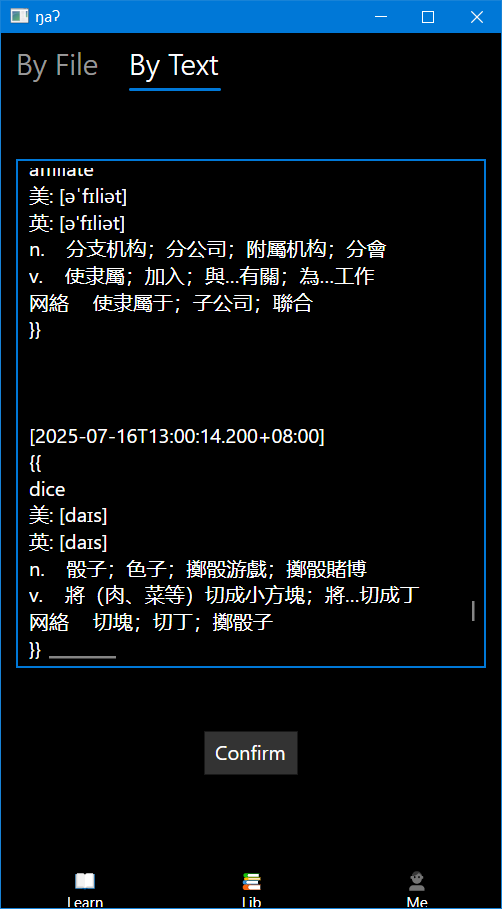 ŋaʔ
By File By Text
affiliate
美: [əˈfɪliət]
英: [ə'fɪliət]
n. 分支机构；分公司；附屬机构；分會
v. 使隶屬；加入；與...有關；為...工作
网絡 使隶屬于；子公司；聯合
}}
[2025-07-16T13:00:14.200+08:00]
{{
dice
美: [daɪs]
英: [daɪs]
n. 骰子；色子；擲骰游戲；擲骰賭博
v. 將（肉、菜等）切成小方塊；將...切成丁
网絡 切塊；切丁；擲骰子
}}
Confirm
Learn Lib Me